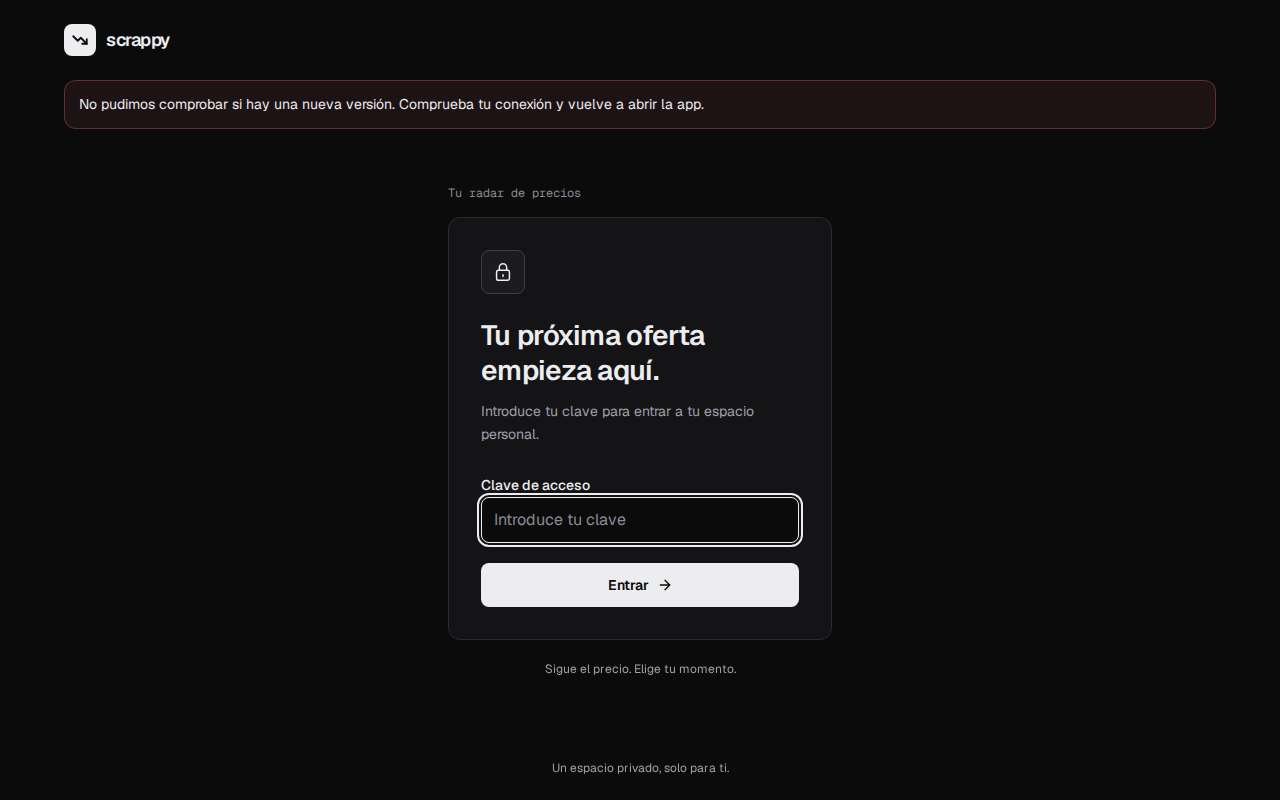 scrappy
No pudimos comprobar si hay una nueva versión. Comprueba tu conexión y vuelve a abrir la app.
Tu radar de precios
Tu próxima oferta
empieza aquí.
Introduce tu clave para entrar a tu espacio
personal.
Clave de acceso
Introduce tu clave
Entrar
Sigue el precio. Elige tu momento.
Un espacio privado, solo para ti.